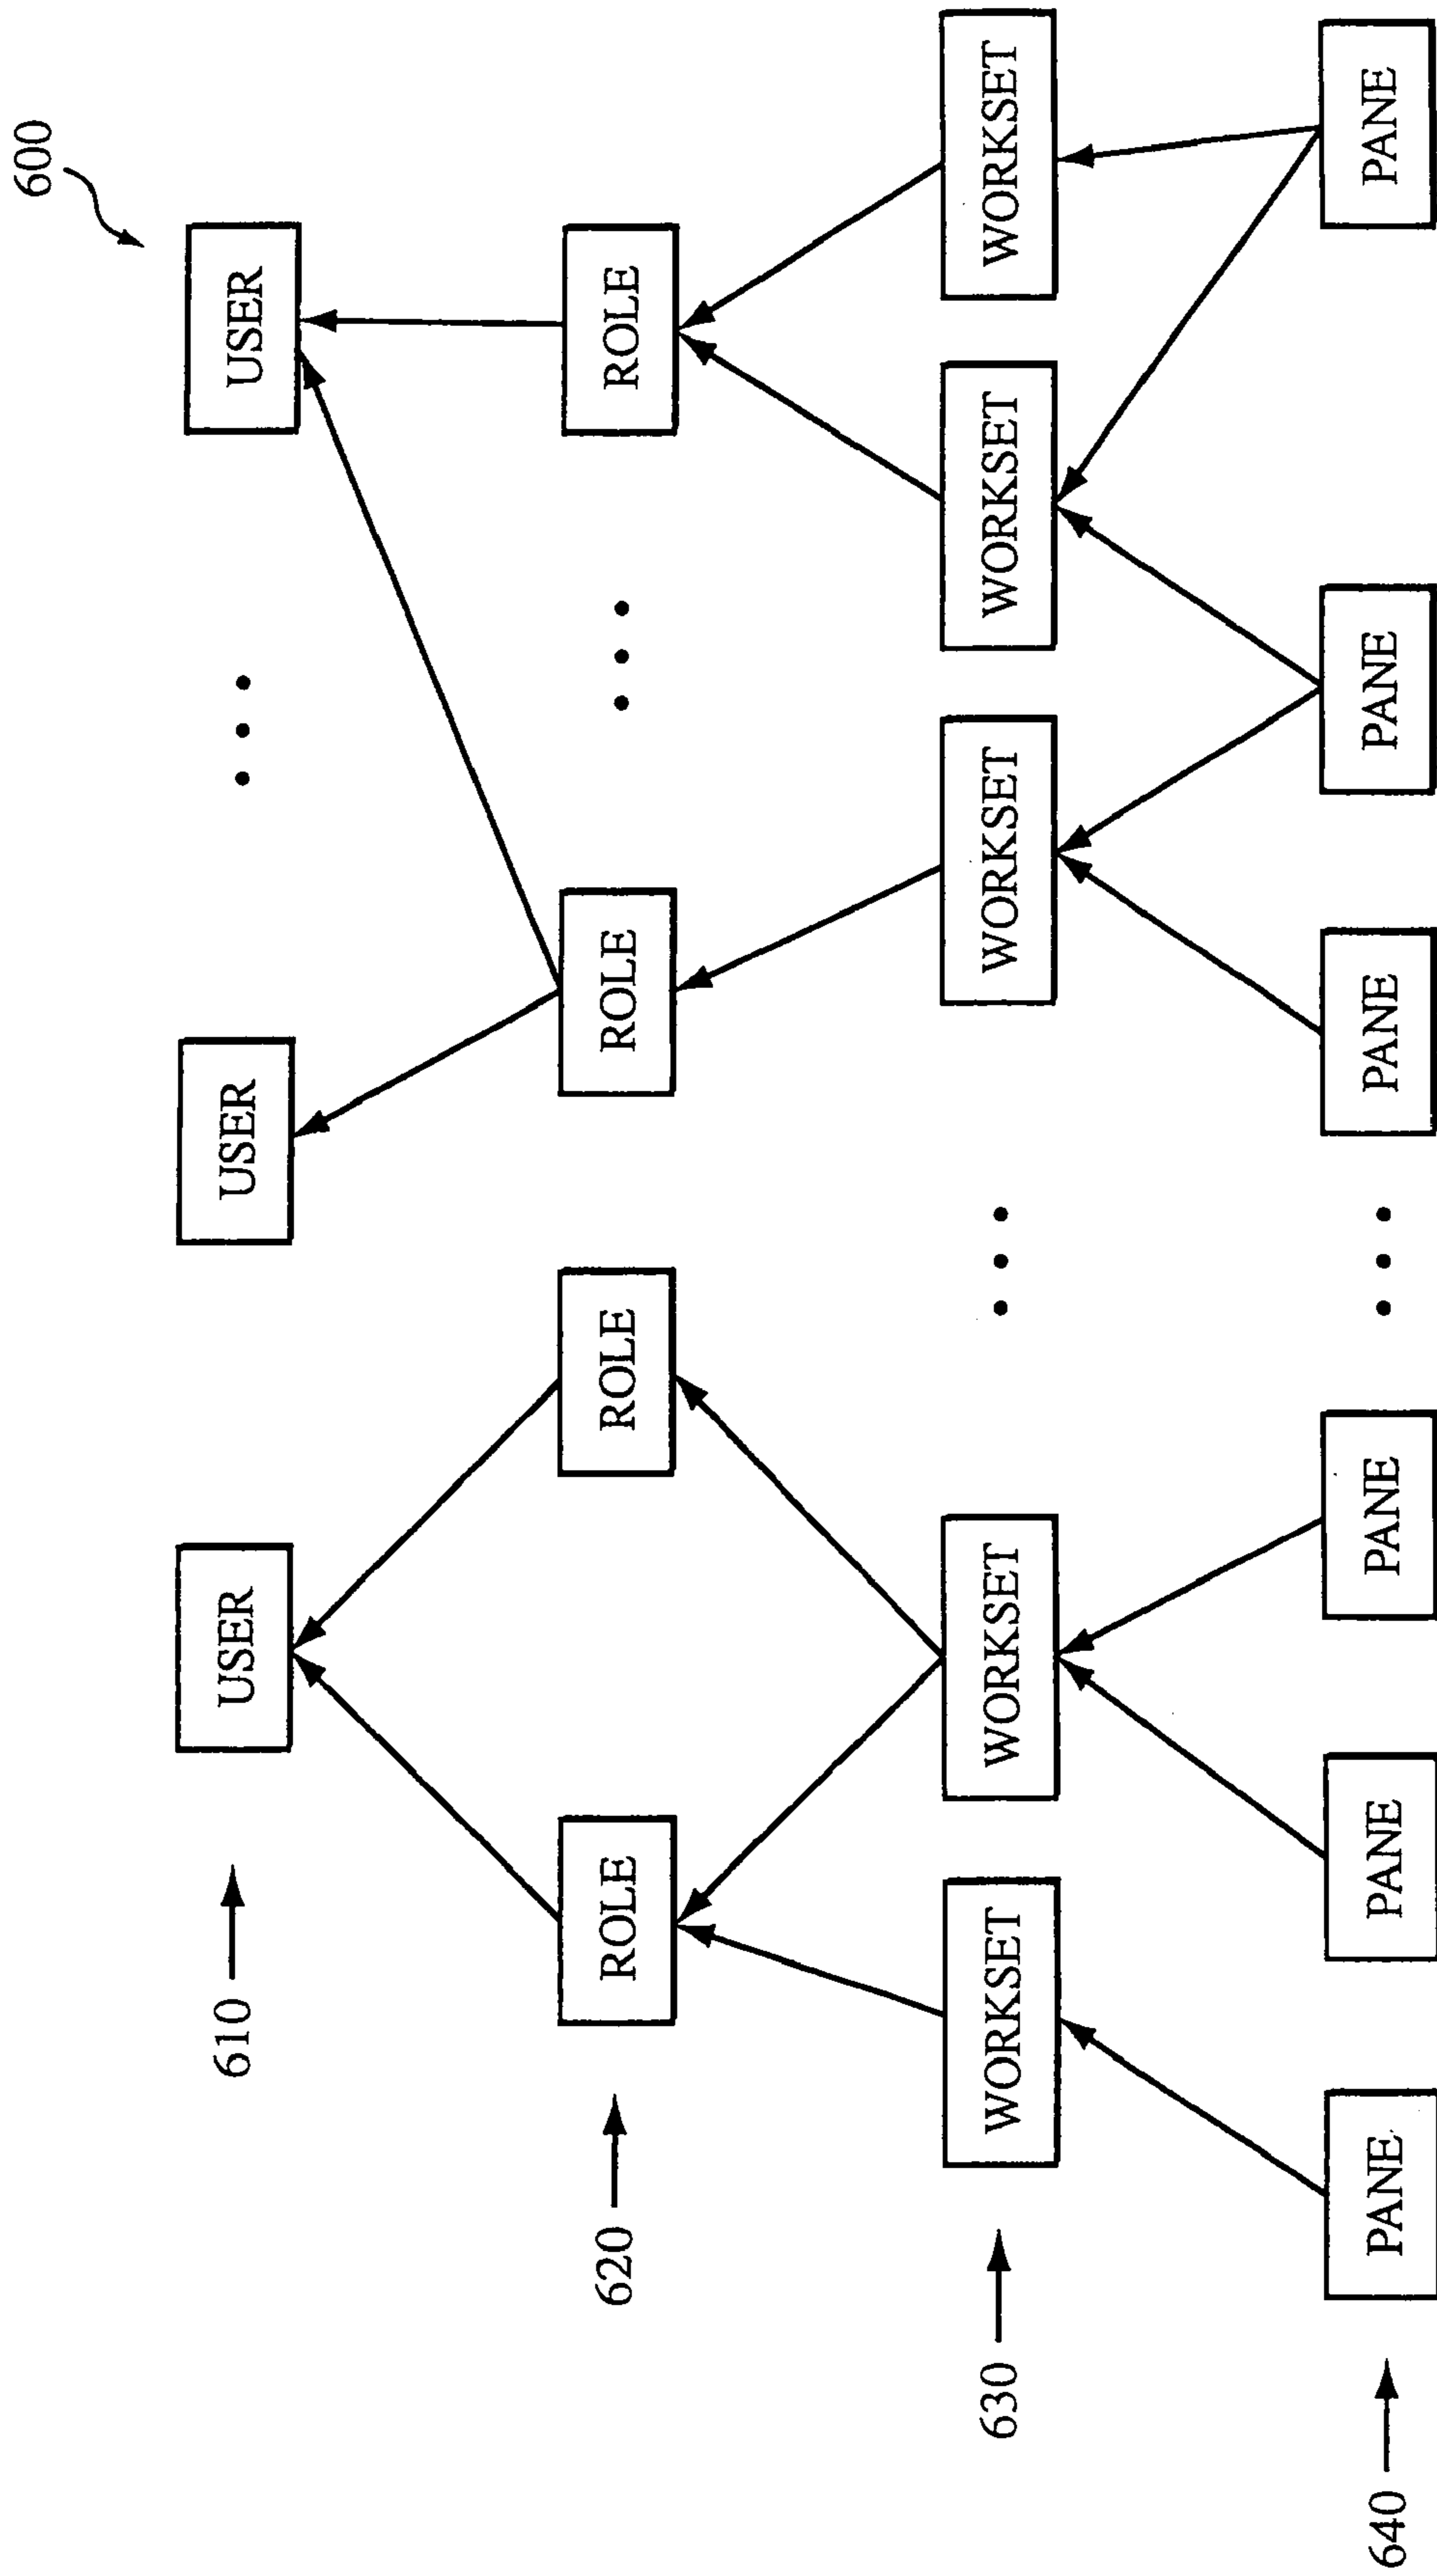 600
610 USER USER USER
620 ROLE ROLE ROLE ROLE
630 WORKSET WORKSET WORKSET WORKSET WORKSET
640 PANE PANE PANE PANE PANE PANE